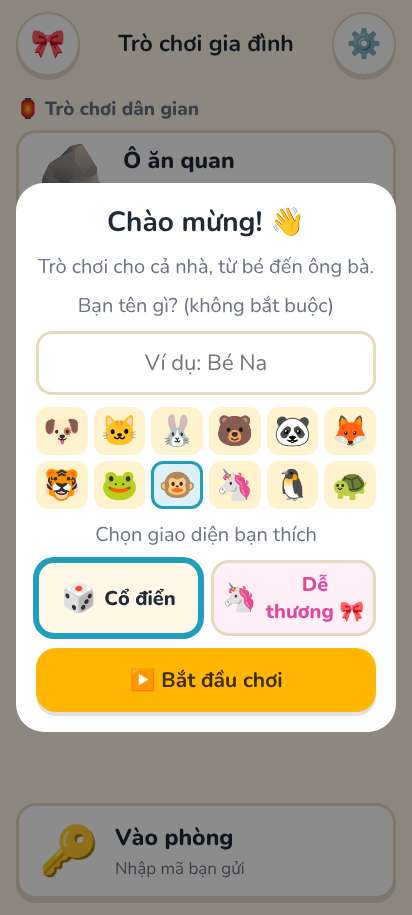 Trò chơi gia đình
Trò chơi dân gian
Ô ăn quan
Chào mừng! 👋
Trò chơi cho cả nhà, từ bé đến ông bà.
Bạn tên gì? (không bắt buộc)
Ví dụ: Bé Na
Chọn giao diện bạn thích
Cổ điển
Dễ
thương 🎀
Bắt đầu chơi
Vào phòng
Nhập mã bạn gửi